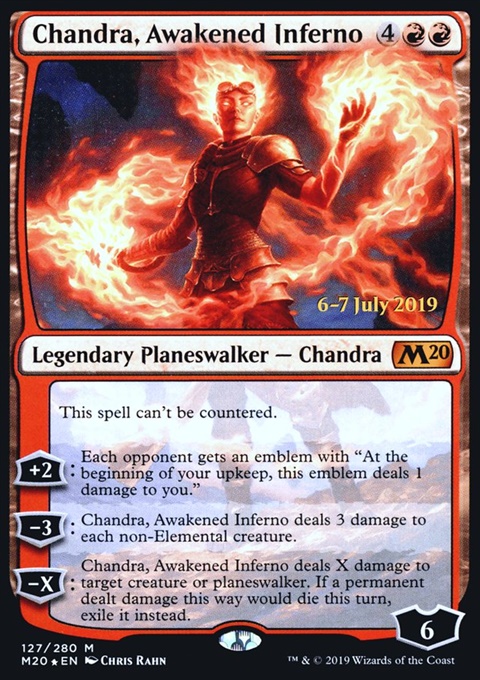 Chandra, Awakened Inferno 4
6–7 July 2019
Legendary Planeswalker — Chandra M20
This spell can't be countered.
+2: Each opponent gets an emblem with “At the
beginning of your upkeep, this emblem deals 1
damage to you.”
−3: Chandra, Awakened Inferno deals 3 damage to
each non-Elemental creature.
−X: Chandra, Awakened Inferno deals X damage to
target creature or planeswalker. If a permanent
dealt damage this way would die this turn,
exile it instead.
6
127/280 M
M20★EN Chris Rahn
™ & © 2019 Wizards of the Coast